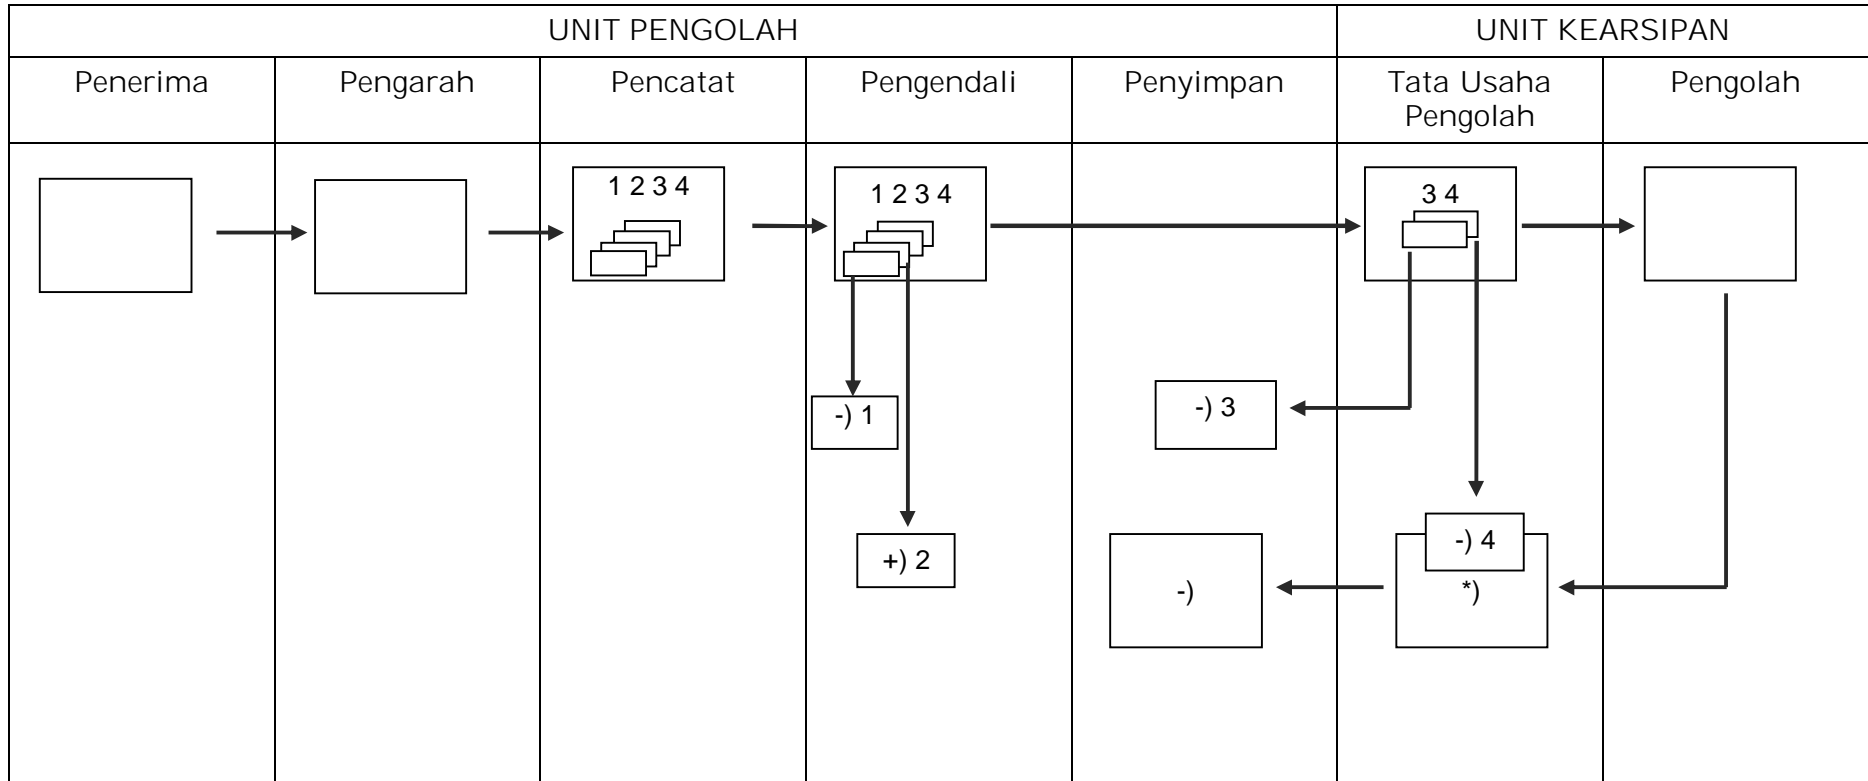 UNIT PENGOLAH
UNIT KEARSIPAN
Penerima
Pengarah
Pencatat
Pengendali
Penyimpan
Tata Usaha
Pengolah
Pengolah
1 2 3 4
1 2 3 4
3 4
-) 1
-) 3
+) 2
-) 4
-)
*)